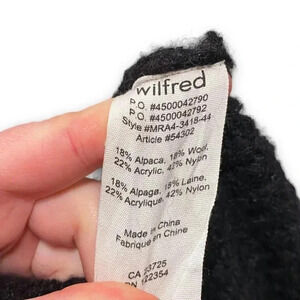 wilfred
P.O. #4500042790
P.O. #4500042792
Style #MRA4-3418-44
Article #54302
18% Alpaca, 18% Wool,
22% Acrylic, 42% Nylon
18% Alpaga, 18% Laine,
22% Acrylique, 42% Nylon
Made in China
Fabriqué en Chine
CA